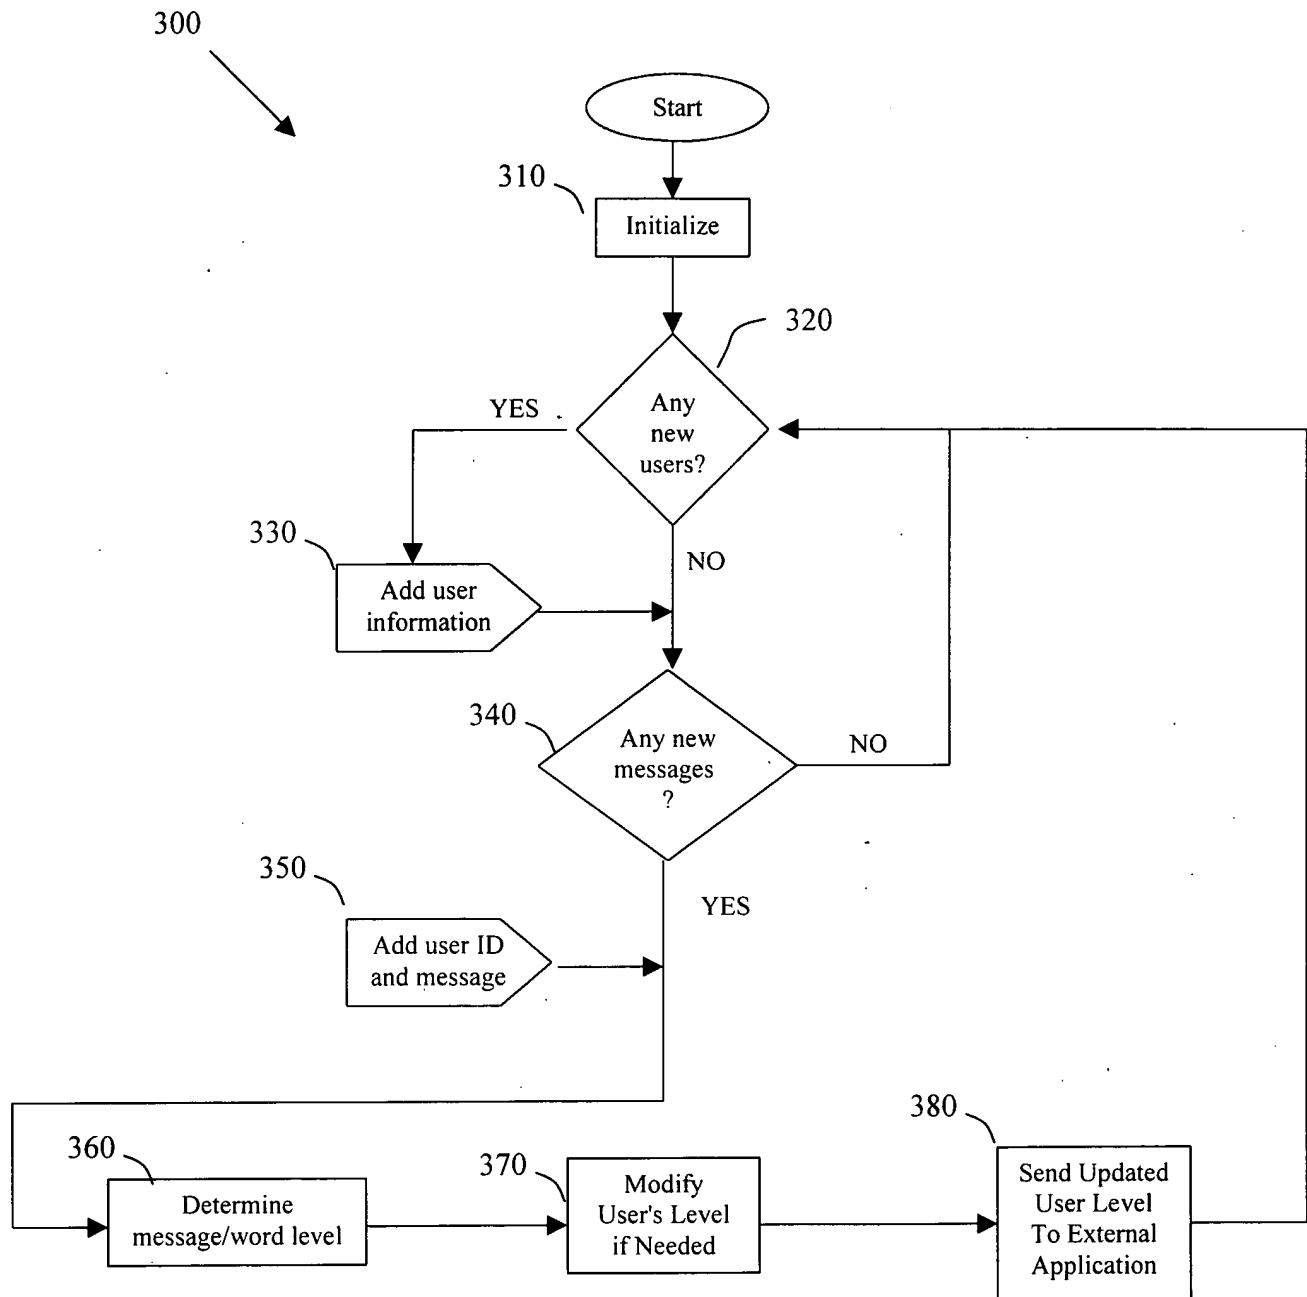 300
Start
310
Initialize
320
Any
new
users?
YES
330
NO
Add user
information
340
Any new
messages
?
NO
350
YES
Add user ID
and message
360
Determine
message/word level
370
Modify
User's Level
if Needed
380
Send Updated
User Level
To External
Application